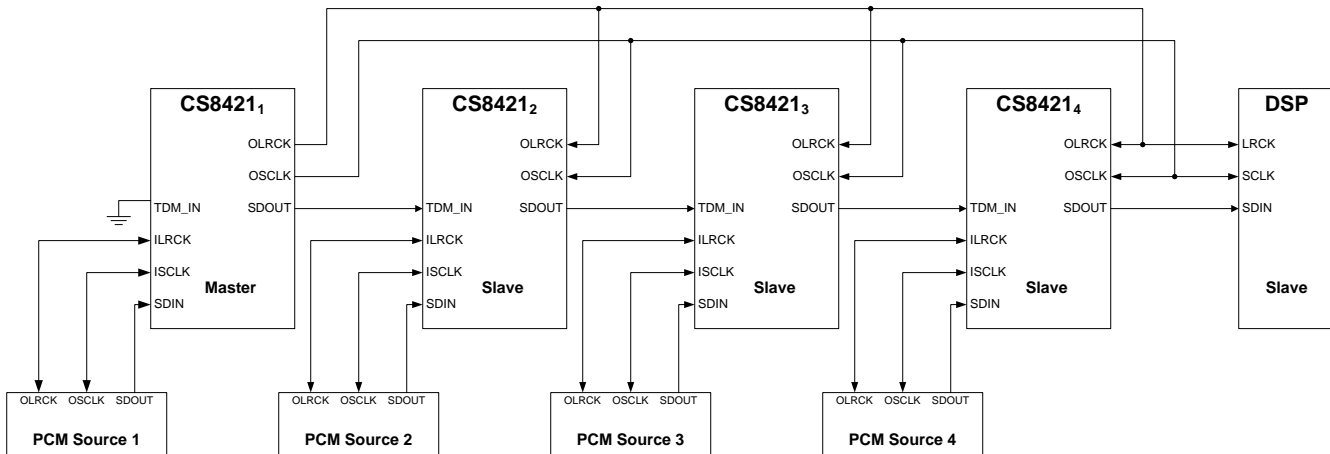 CS8421₁
OLRCK
OSCLK
TDM_IN
SDOUT
ILRCK
ISCLK
Master
SDIN
CS8421₂
OLRCK
OSCLK
TDM_IN
SDOUT
ILRCK
ISCLK
Slave
SDIN
CS8421₃
OLRCK
OSCLK
TDM_IN
SDOUT
ILRCK
ISCLK
Slave
SDIN
CS8421₄
OLRCK
OSCLK
TDM_IN
SDOUT
ILRCK
ISCLK
Slave
SDIN
DSP
LRCK
SCLK
SDIN
Slave
OLRCK OSCLK SDOUT
PCM Source 1
OLRCK OSCLK SDOUT
PCM Source 2
OLRCK OSCLK SDOUT
PCM Source 3
OLRCK OSCLK SDOUT
PCM Source 4